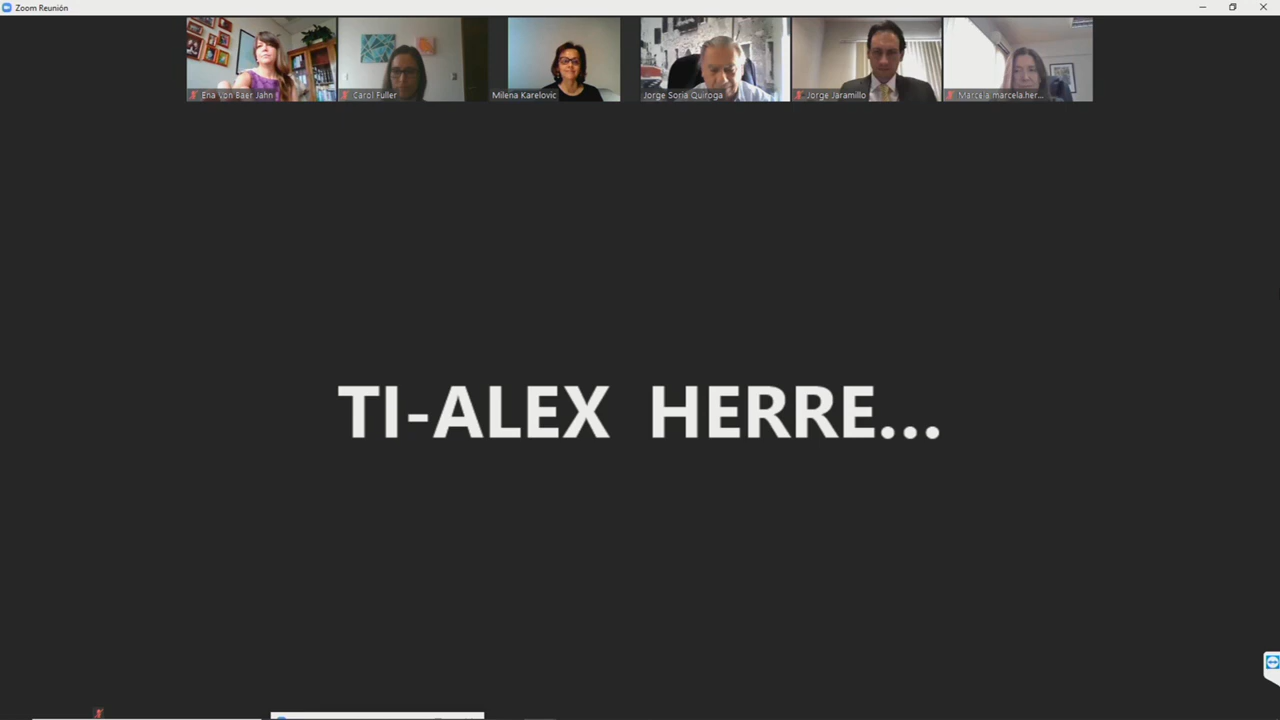 Zoom Reunión
Ena von Baer Jahn
Carol Fuller
Milena Karelovic
Jorge Soria Quiroga
Jorge Jaramillo
Marcela marcela.her...
TI-ALEX HERRE...